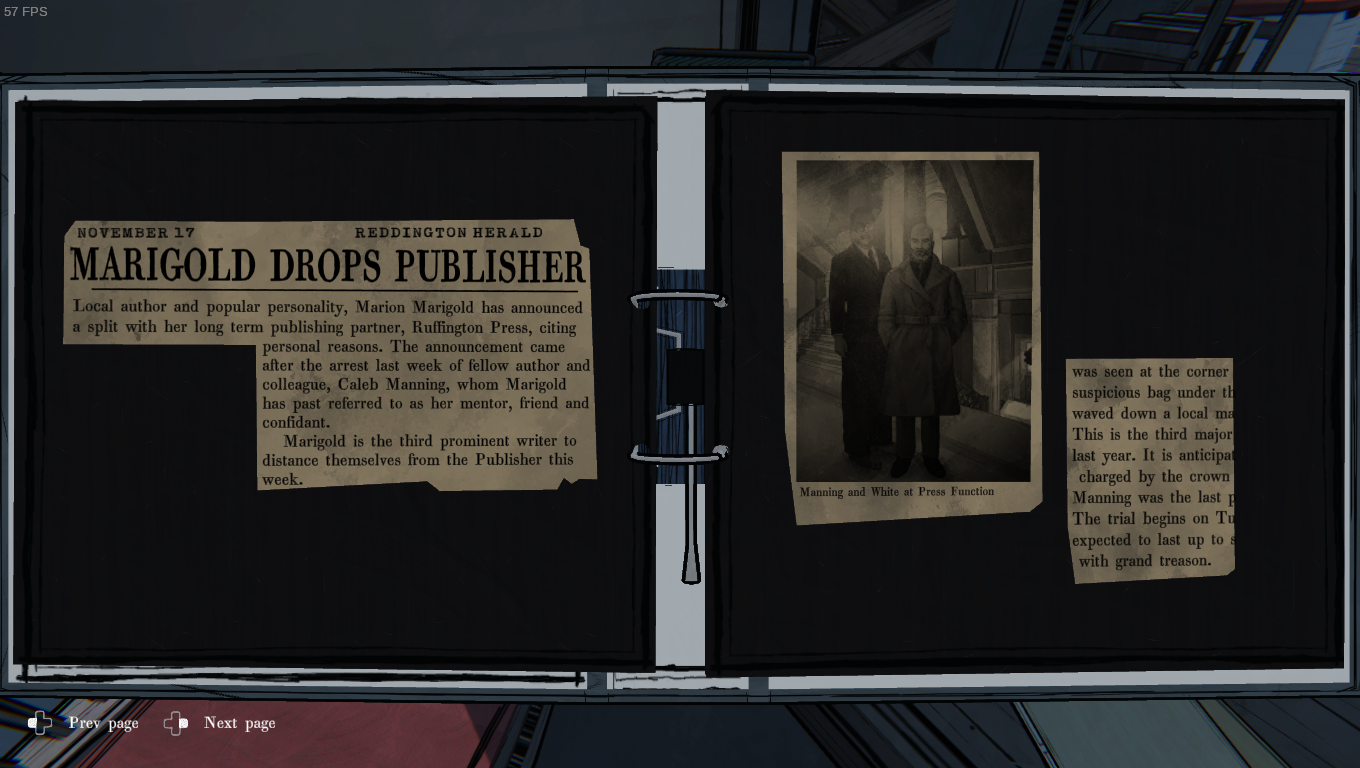 57 FPS
NOVEMBER 17 REDDINGTON HERALD
MARIGOLD DROPS PUBLISHER
Local author and popular personality, Marion Marigold has announced
a split with her long term publishing partner, Ruffington Press, citing
personal reasons. The announcement came
after the arrest last week of fellow author and
colleague, Caleb Manning, whom Marigold
has past referred to as her mentor, friend and
confidant.
Marigold is the third prominent writer to
distance themselves from the Publisher this
week.
Manning and White at Press Function
was seen at the corner
suspicious bag under th
waved down a local ma
This is the third major
last year. It is anticipat
charged by the crown
Manning was the last p
The trial begins on Tu
expected to last up to s
with grand treason.
Prev page Next page